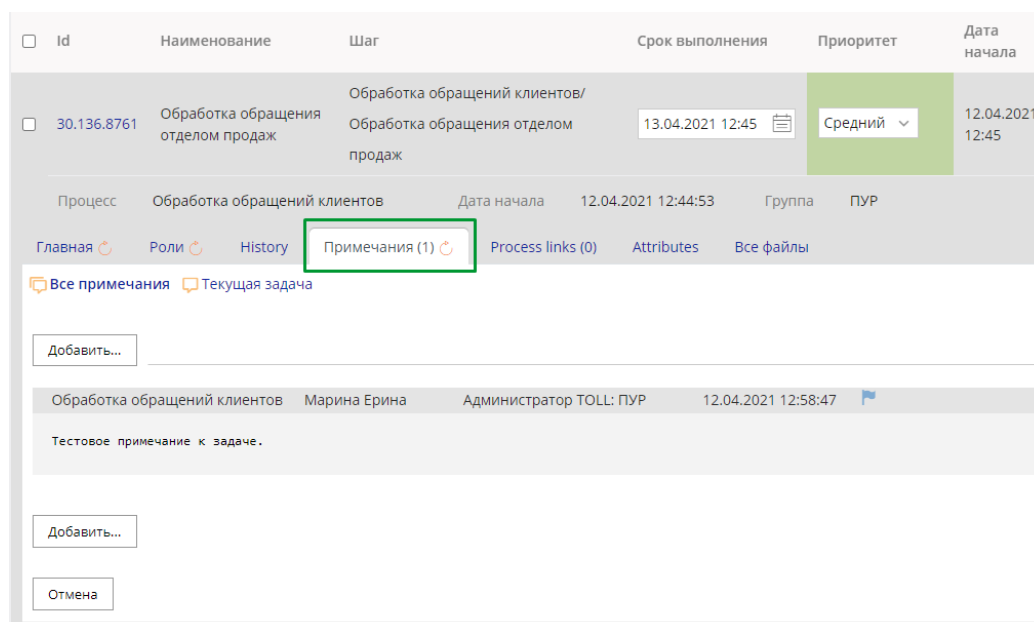 Id Наименование Шаг Срок выполнения Приоритет Дата
начала
Обработка обращений клиентов/
30.136.8761 Обработка обращения Обработка обращения отделом 13.04.2021 12:45 Средний 12.04.2021
отделом продаж продаж 12:45
Процесс Обработка обращений клиентов Дата начала 12.04.2021 12:44:53 Группа ПУР
Главная Роли History Примечания (1) Process links (0) Attributes Все файлы
Все примечания Текущая задача
Добавить...
Обработка обращений клиентов Марина Ерина Администратор TOLL: ПУР 12.04.2021 12:58:47
Тестовое примечание к задаче.
Добавить...
Отмена